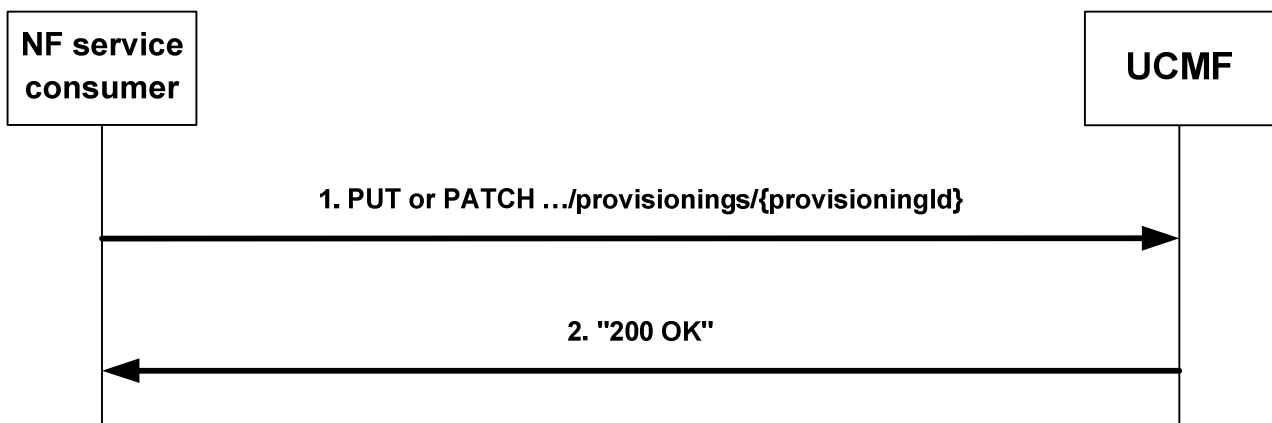 NF service
consumer
UCMF
1. PUT or PATCH …/provisionings/{provisioningId}
2. "200 OK"